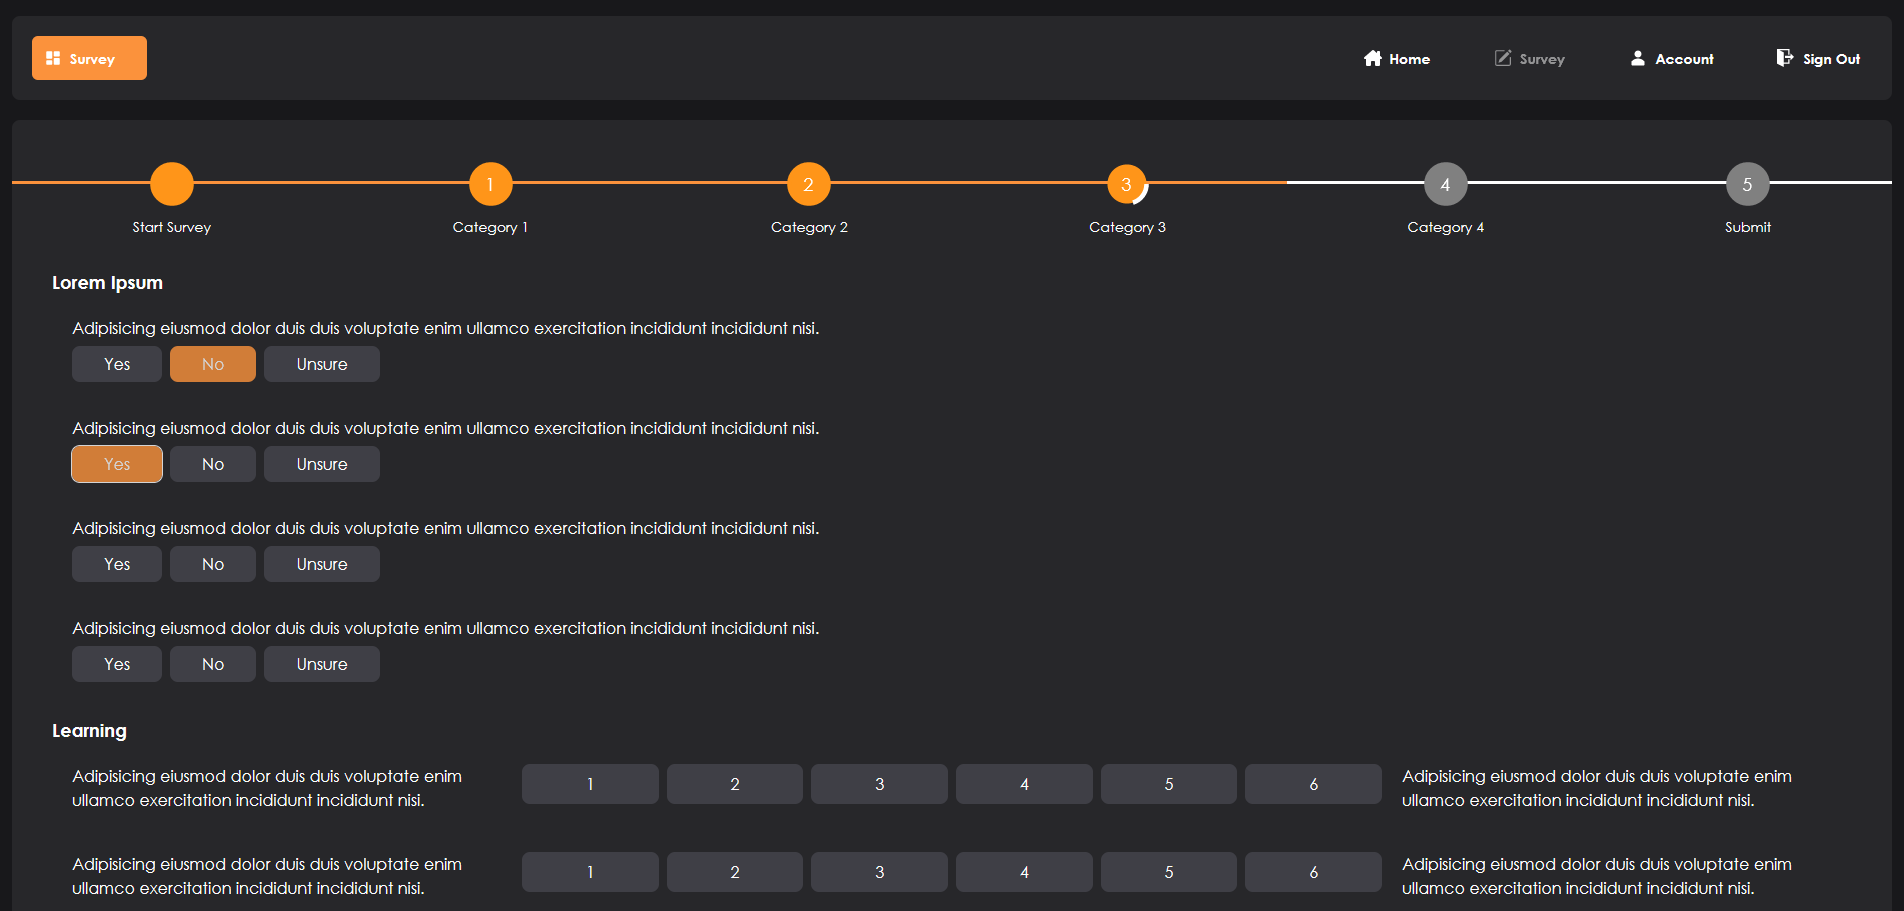 Survey
Home Survey Account Sign Out
1 2 3 4 5
Start Survey Category 1 Category 2 Category 3 Category 4 Submit
Lorem Ipsum
Adipisicing eiusmod dolor duis duis voluptate enim ullamco exercitation incididunt incididunt nisi.
Yes No Unsure
Adipisicing eiusmod dolor duis duis voluptate enim ullamco exercitation incididunt incididunt nisi.
Yes No Unsure
Adipisicing eiusmod dolor duis duis voluptate enim ullamco exercitation incididunt incididunt nisi.
Yes No Unsure
Adipisicing eiusmod dolor duis duis voluptate enim ullamco exercitation incididunt incididunt nisi.
Yes No Unsure
Learning
Adipisicing eiusmod dolor duis duis voluptate enim
ullamco exercitation incididunt incididunt nisi.
1 2 3 4 5 6
Adipisicing eiusmod dolor duis duis voluptate enim
ullamco exercitation incididunt incididunt nisi.
Adipisicing eiusmod dolor duis duis voluptate enim
ullamco exercitation incididunt incididunt nisi.
1 2 3 4 5 6
Adipisicing eiusmod dolor duis duis voluptate enim
ullamco exercitation incididunt incididunt nisi.